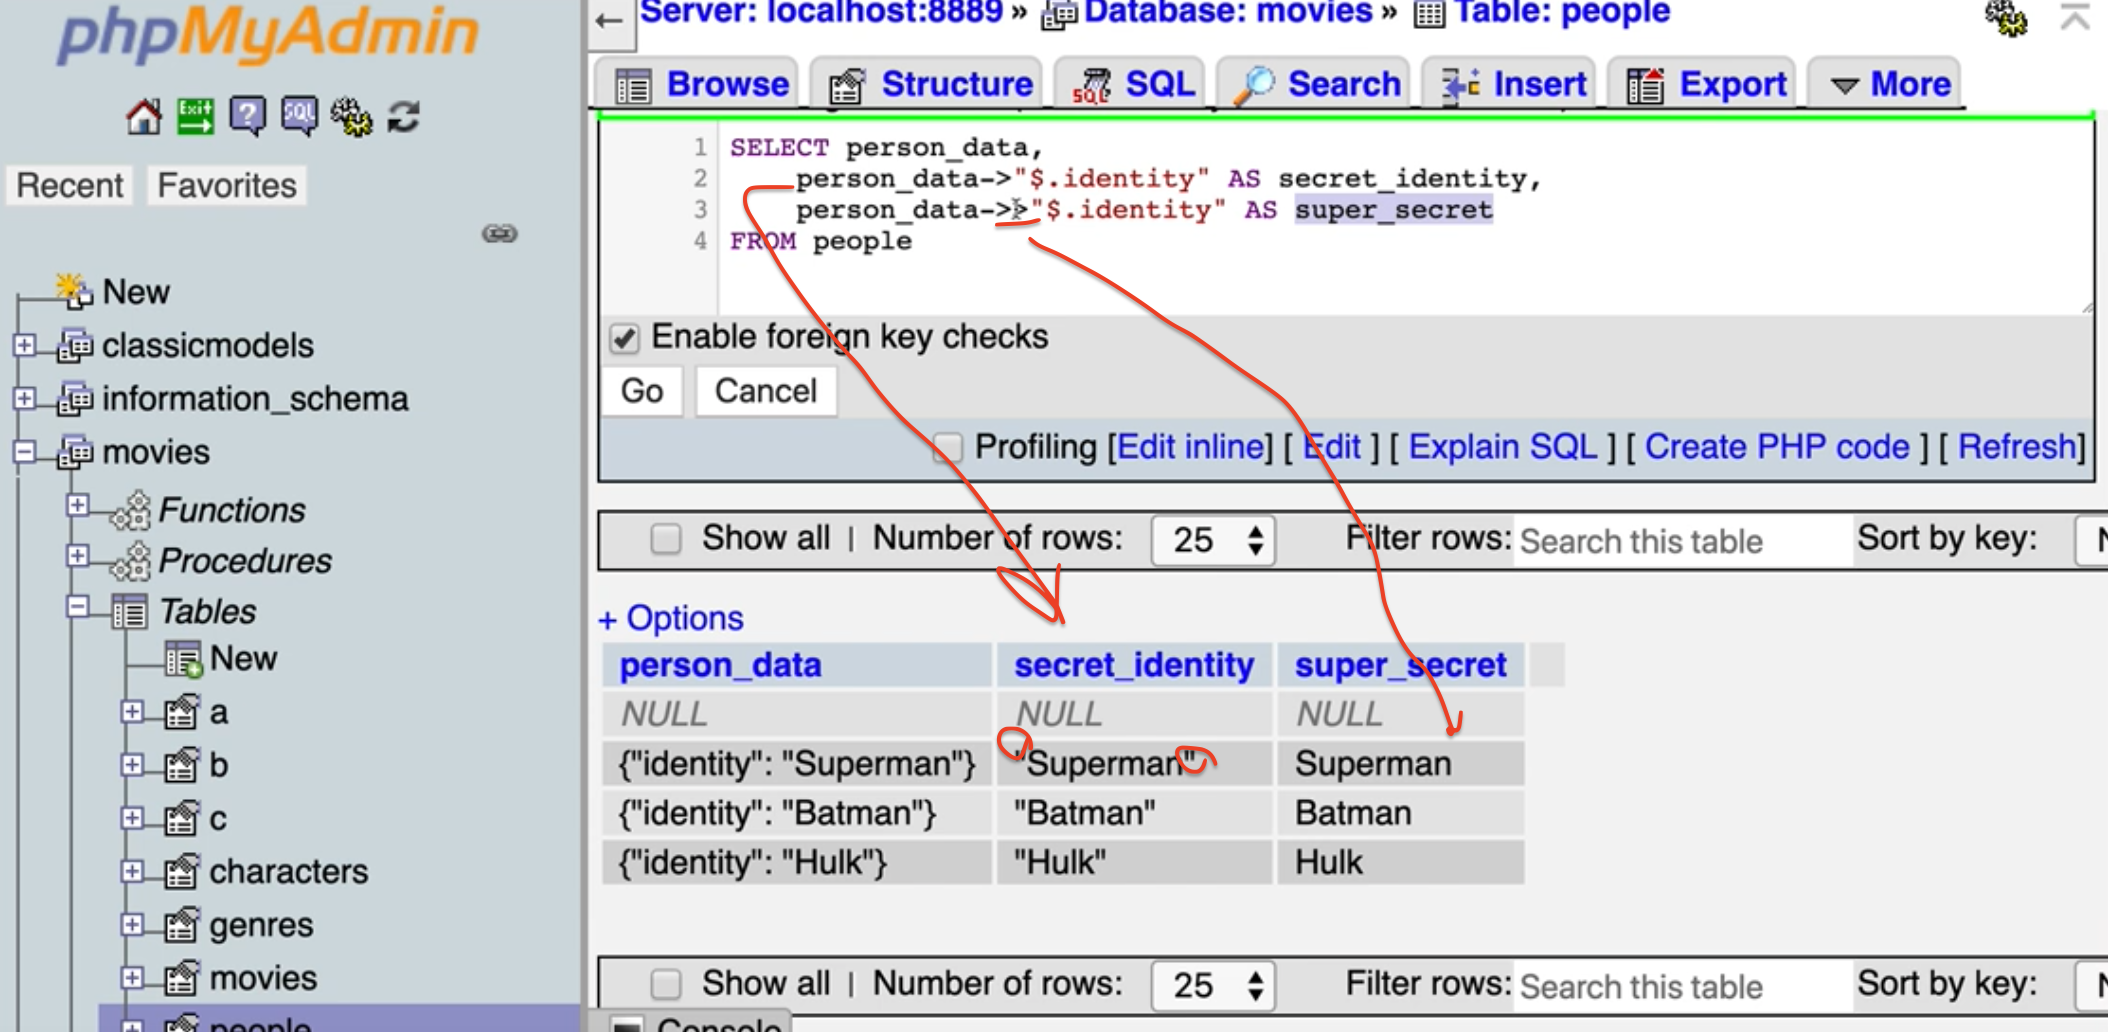 phpMyAdmin
Recent Favorites
New
classicmodels
information_schema
movies
Functions
Procedures
Tables
New
a
b
c
characters
genres
movies
people
Server: localhost:8889 » Database: movies » Table: people
Browse Structure SQL Search Insert Export More
1 SELECT person_data,
2 person_data->"$.identity" AS secret_identity,
3 person_data->>"$.identity" AS super_secret
4 FROM people
Enable foreign key checks
Go Cancel
Profiling [Edit inline] [ Edit ] [ Explain SQL ] [ Create PHP code ] [ Refresh]
Show all | Number of rows: 25 Filter rows: Search this table Sort by key:
+ Options
person_data secret_identity super_secret
NULL NULL NULL
{"identity": "Superman"} "Superman" Superman
{"identity": "Batman"} "Batman" Batman
{"identity": "Hulk"} "Hulk" Hulk
Show all | Number of rows: 25 Filter rows: Search this table Sort by key:
Console